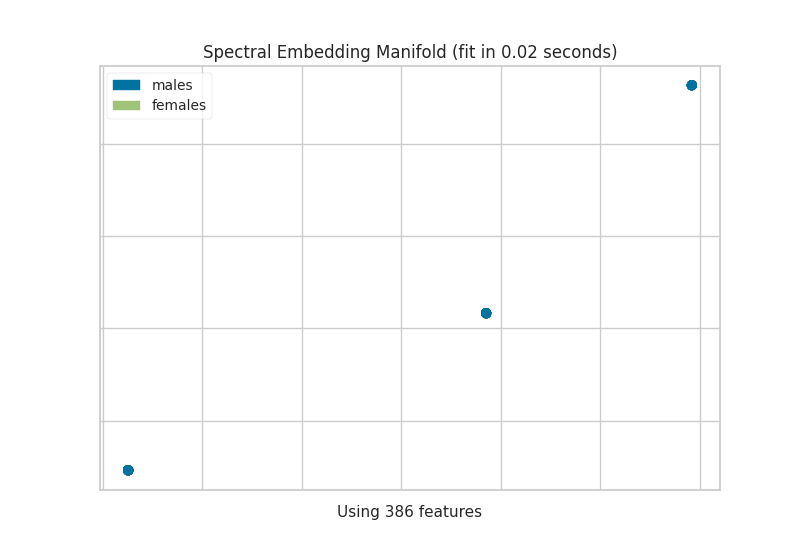 Spectral Embedding Manifold (fit in 0.02 seconds)
males
females
Using 386 features